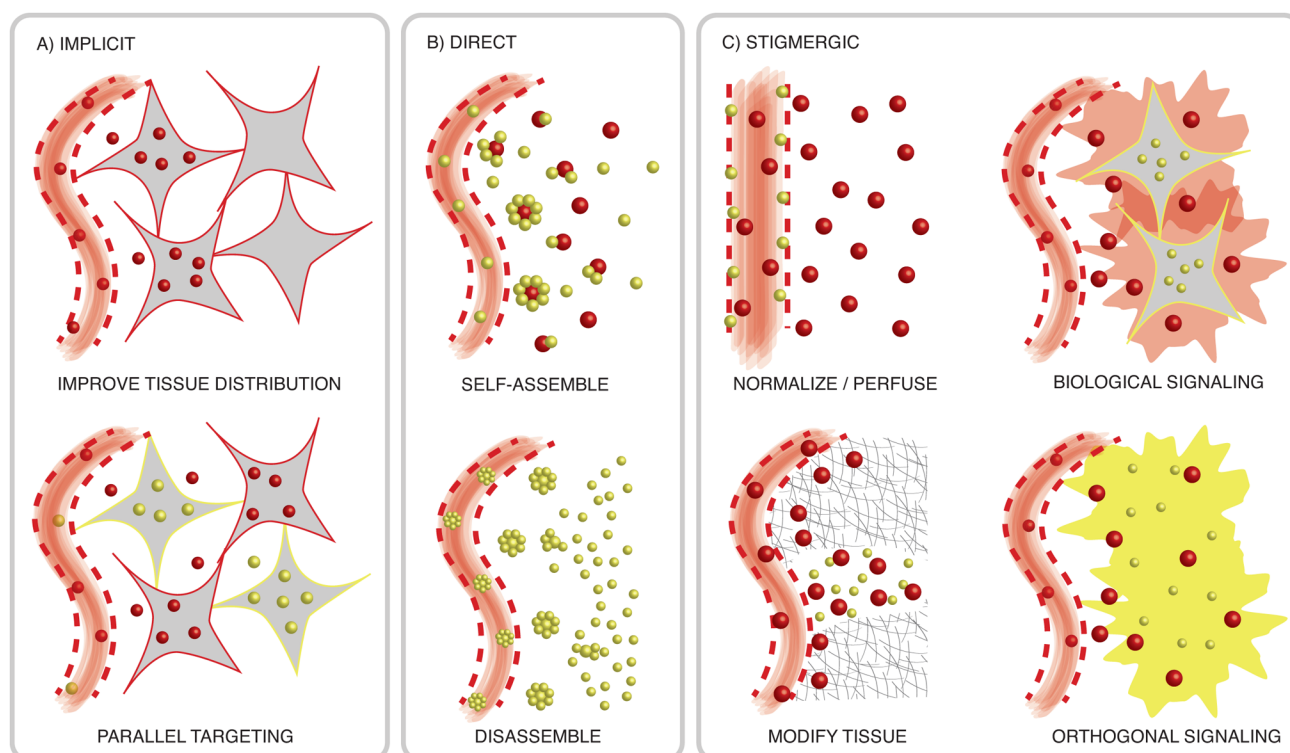 A) IMPLICIT
IMPROVE TISSUE DISTRIBUTION
PARALLEL TARGETING
B) DIRECT
SELF-ASSEMBLE
DISASSEMBLE
C) STIGMERGIC
NORMALIZE / PERFUSE
BIOLOGICAL SIGNALING
MODIFY TISSUE
ORTHOGONAL SIGNALING